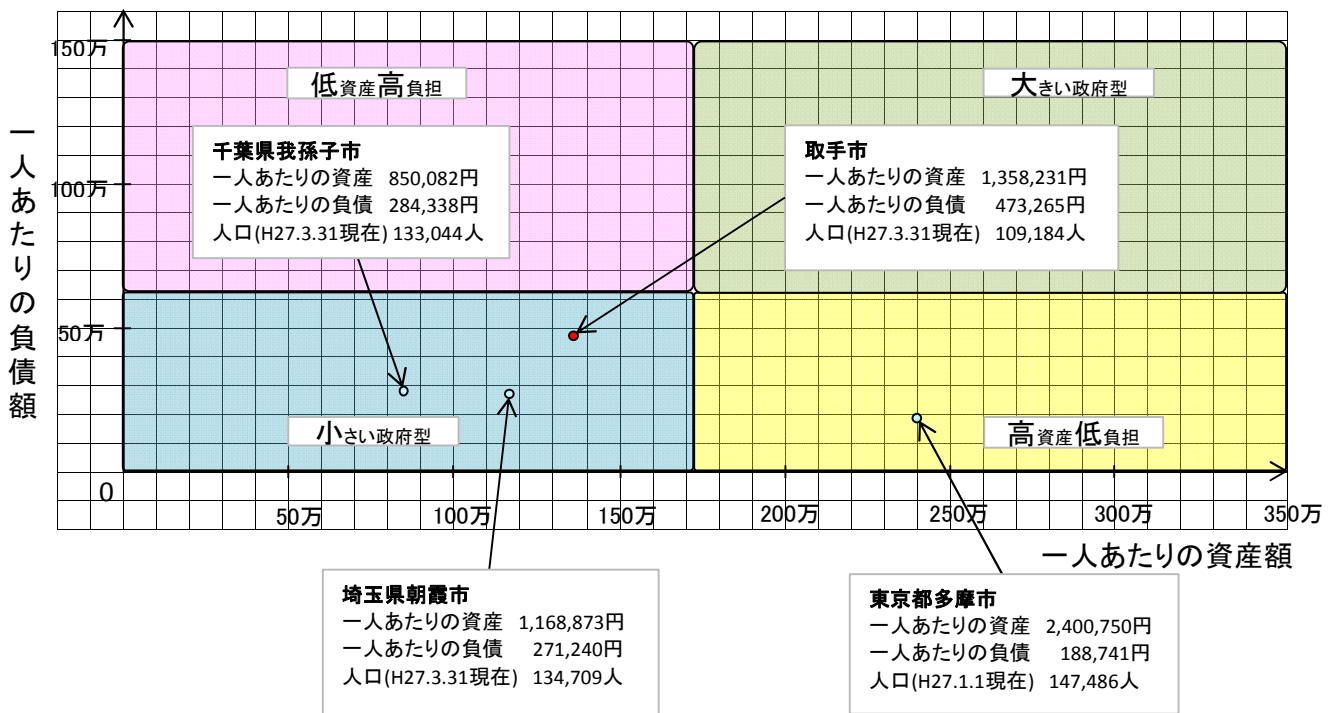 150万
低資産高負担
大きい政府型
千葉県我孫子市
一人あたりの資産 850,082円
一人あたりの負債 284,338円
人口(H27.3.31現在) 133,044人
取手市
一人あたりの資産 1,358,231円
一人あたりの負債 473,265円
人口(H27.3.31現在) 109,184人
100万
一人あたりの負債額
50万
小さい政府型
高資産低負担
0
50万
100万
150万
200万
250万
300万
350万
一人あたりの資産額
埼玉県朝霞市
一人あたりの資産 1,168,873円
一人あたりの負債 271,240円
人口(H27.3.31現在) 134,709人
東京都多摩市
一人あたりの資産 2,400,750円
一人あたりの負債 188,741円
人口(H27.1.1現在) 147,486人